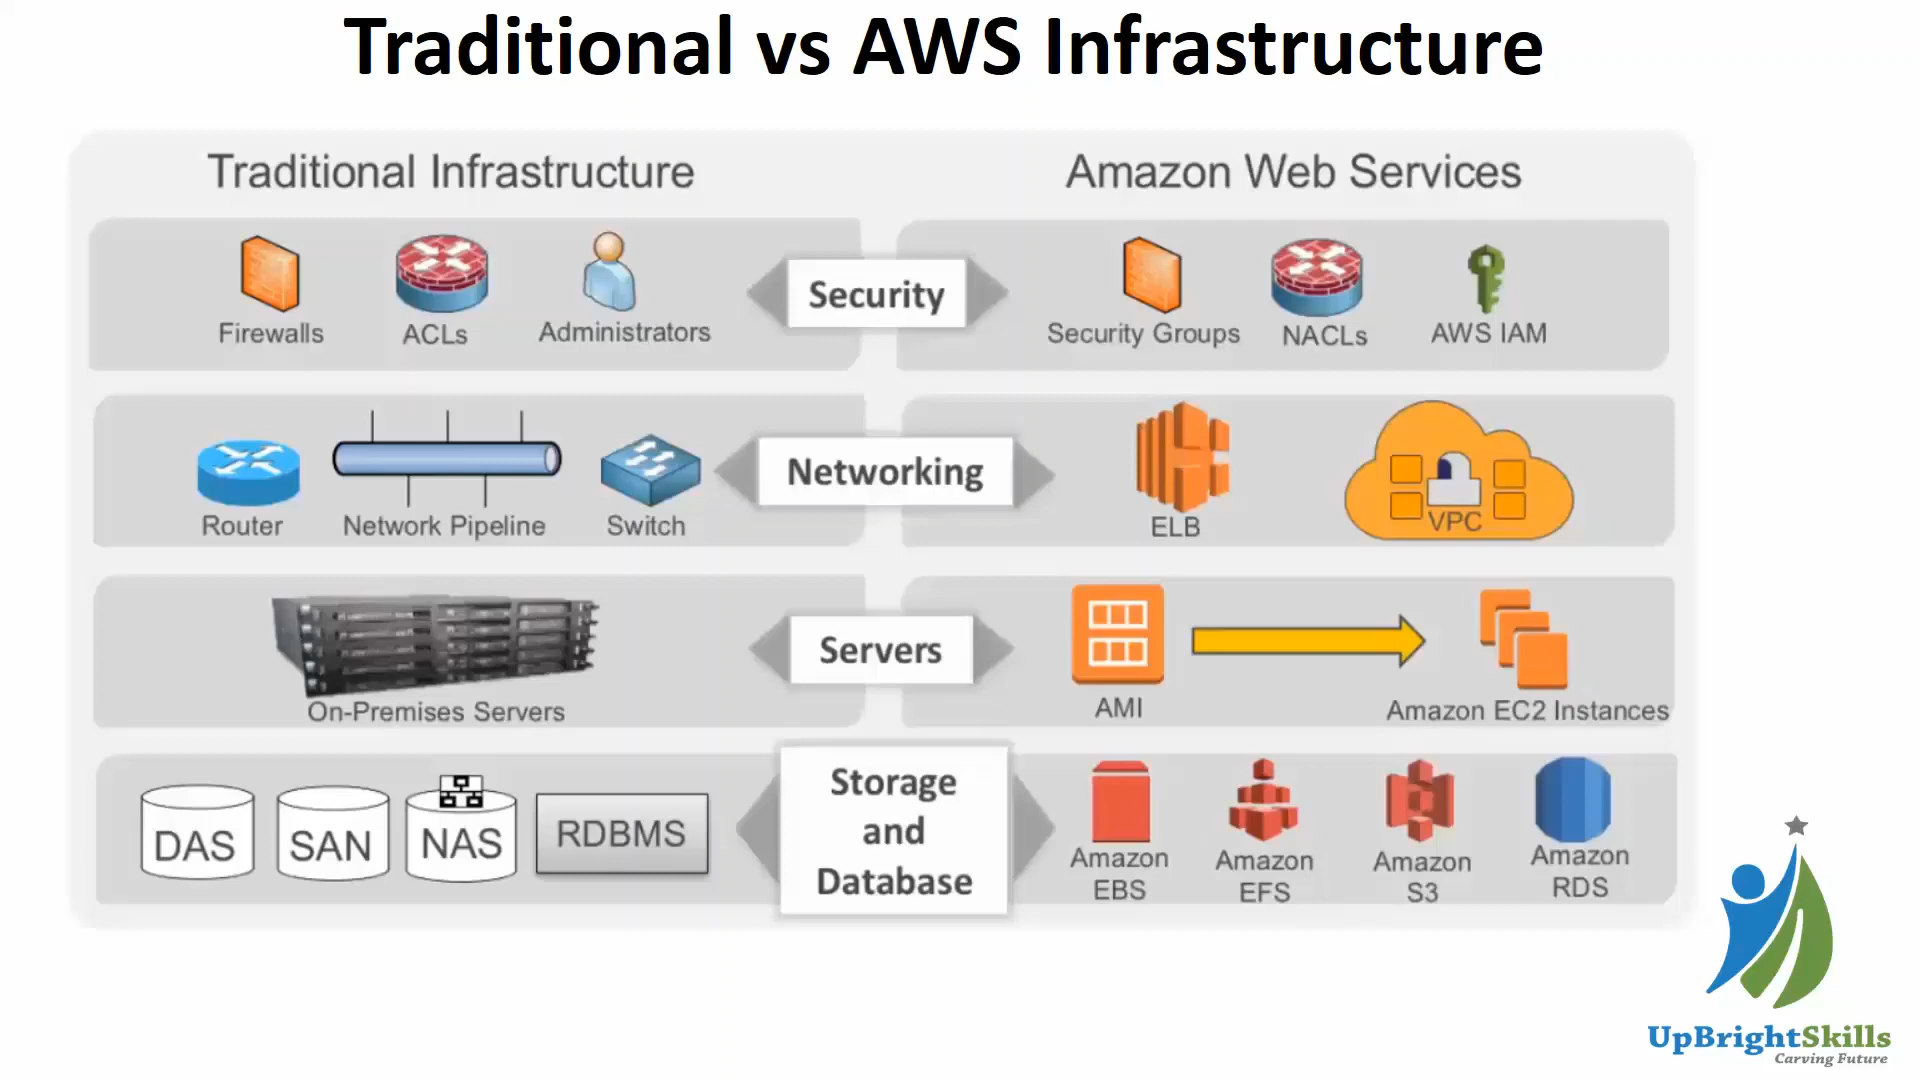 Traditional vs AWS Infrastructure
Traditional Infrastructure
Amazon Web Services
Firewalls
ACLs
Administrators
Security
Security Groups
NACLs
AWS IAM
Router
Network Pipeline
Switch
Networking
ELB
VPC
On-Premises Servers
Servers
AMI
Amazon EC2 Instances
DAS
SAN
NAS
RDBMS
Storage
and
Database
Amazon
EBS
Amazon
EFS
Amazon
S3
Amazon
RDS
UpBrightSkills
Carving Future